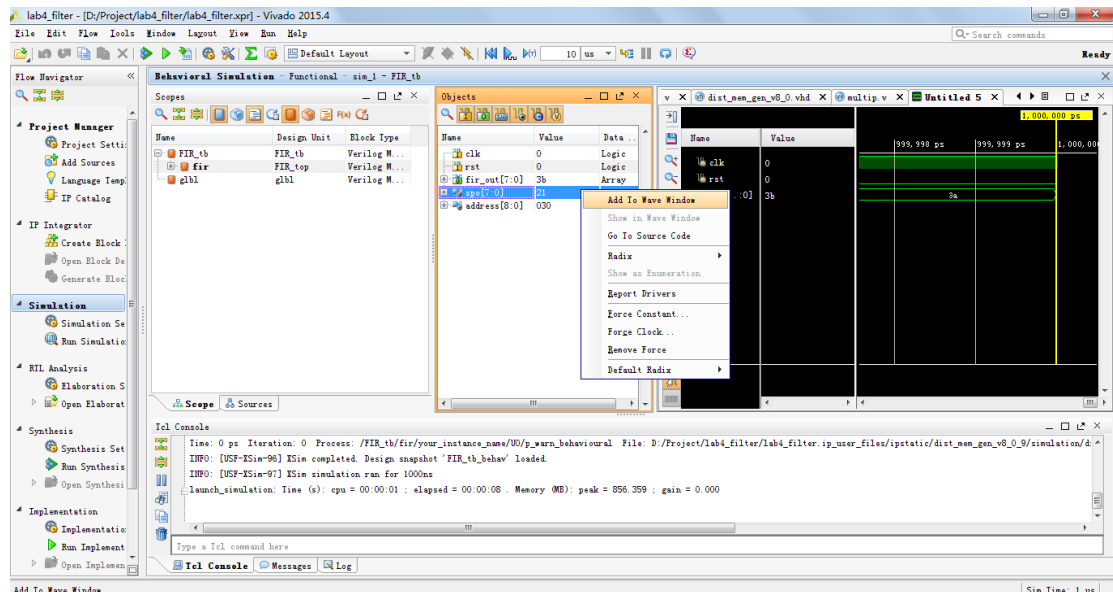 lab4_filter - [D:/Project/lab4_filter/lab4_filter.xpr] - Vivado 2015.4
File Edit Flow Tools Window Layout View Run Help
Search commands
Default Layout
10 us
Ready
Flow Navigator
Project Manager
Project Setti:
Add Sources
Language Templ
IP Catalog
IP Integrator
Create Block
Open Block De
Generate Bloc
Simulation
Simulation Se
Run Simulatio
RTL Analysis
Elaboration S
Open Elaborat
Synthesis
Synthesis Set
Run Synthesis
Open Synthesi
Implementation
Implementatio
Run Implement
Open Implemen
Behavioral Simulation - Functional - sim_1 - FIR_tb
Scopes
Name Design Unit Block Type
FIR_tb FIR_tb Verilog M...
fir FIR_top Verilog M...
glbl glbl Verilog M...
Scope Sources
Objects
Name Value Data ...
clk 0 Logic
rst 0 Logic
fir_out[7:0] 3b Array
spo[7:0] 21
address[8:0] 030
Add To Wave Window
Show in Wave Window
Go To Source Code
Radix
Show as Enumeration
Report Drivers
Force Constant...
Force Clock...
Remove Force
Default Radix
v dist_mem_gen_v8_0.vhd multip.v Untitled 5
1,000,000 ps
Name Value
999,998 ps 999,999 ps 1,000,00
clk 0
rst 0
:0] 3b 3a
Tcl Console
Time: 0 ps Iteration: 0 Process: /FIR_tb/fir/your_instance_name/U0/p_warn_behavioural File: D:/Project/lab4_filter/lab4_filter.ip_user_files/ipstatic/dist_mem_gen_v8_0_9/simulation/d:
INFO: [USF-XSim-96] XSim completed. Design snapshot 'FIR_tb_behav' loaded.
INFO: [USF-XSim-97] XSim simulation ran for 1000ns
launch_simulation: Time (s): cpu = 00:00:01 ; elapsed = 00:00:08 . Memory (MB): peak = 856.359 ; gain = 0.000
Type a Tcl command here
Tcl Console Messages Log
Add To Wave Window
Sim Time: 1 us